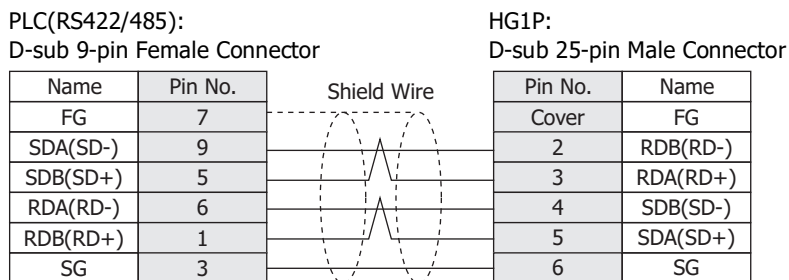 PLC(RS422/485): HG1P:
D-sub 9-pin Female Connector D-sub 25-pin Male Connector
Name Pin No. Shield Wire Pin No. Name
FG 7 Cover FG
SDA(SD-) 9 2 RDB(RD-)
SDB(SD+) 5 3 RDA(RD+)
RDA(RD-) 6 4 SDB(SD-)
RDB(RD+) 1 5 SDA(SD+)
SG 3 6 SG